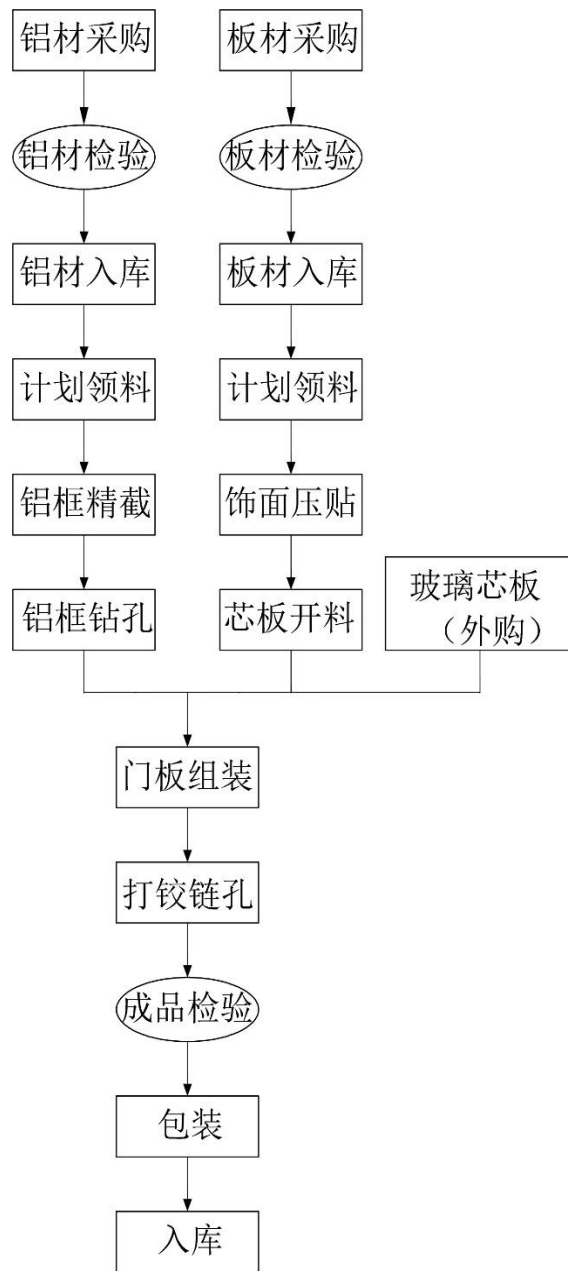 铝材采购
板材采购
铝材检验
板材检验
铝材入库
板材入库
计划领料
计划领料
铝框精截
饰面压贴
铝框钻孔
芯板开料
玻璃芯板
（外购）
门板组装
打铰链孔
成品检验
包装
入库